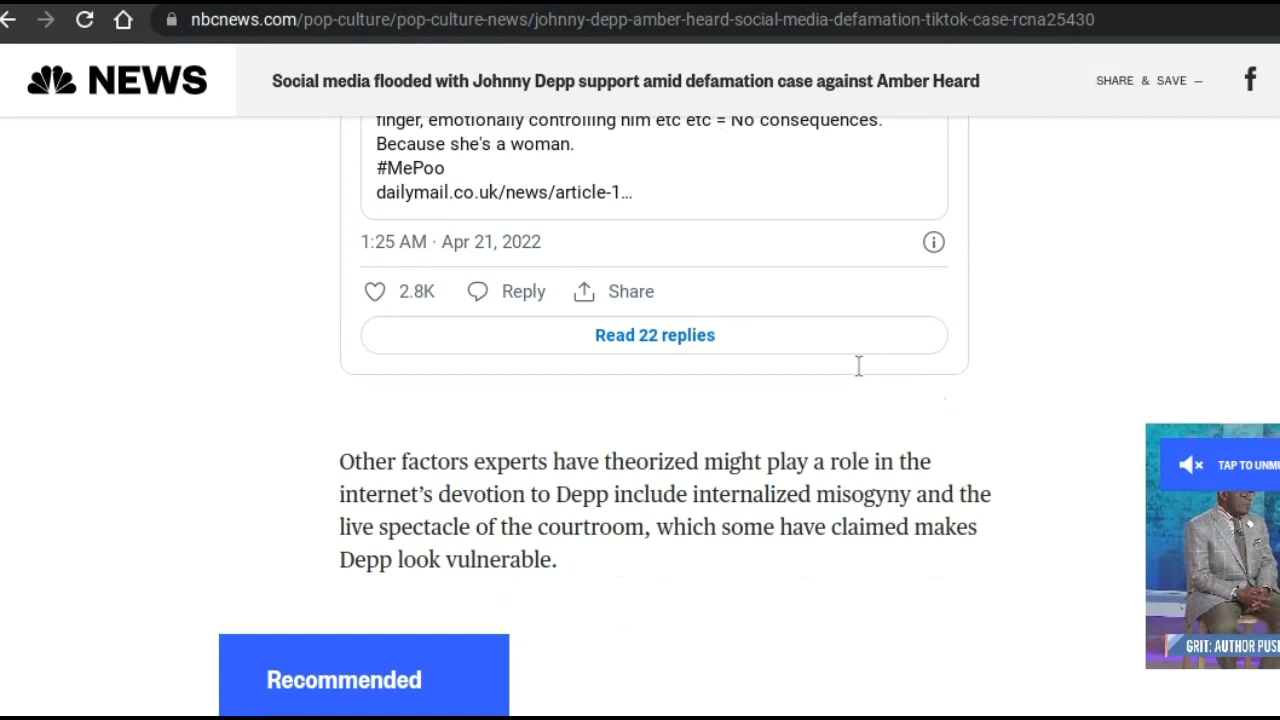 nbcnews.com/pop-culture/pop-culture-news/johnny-depp-amber-heard-social-media-defamation-tiktok-case-rcna25430
NEWS
Social media flooded with Johnny Depp support amid defamation case against Amber Heard
SHARE & SAVE —
f
finger, emotionally controlling him etc etc = No consequences.
Because she's a woman.
#MePoo
dailymail.co.uk/news/article-1…
1:25 AM · Apr 21, 2022
2.8K Reply Share
Read 22 replies
Other factors experts have theorized might play a role in the
internet’s devotion to Depp include internalized misogyny and the
live spectacle of the courtroom, which some have claimed makes
Depp look vulnerable.
TAP TO UNMU
GRIT: AUTHOR PUS
Recommended